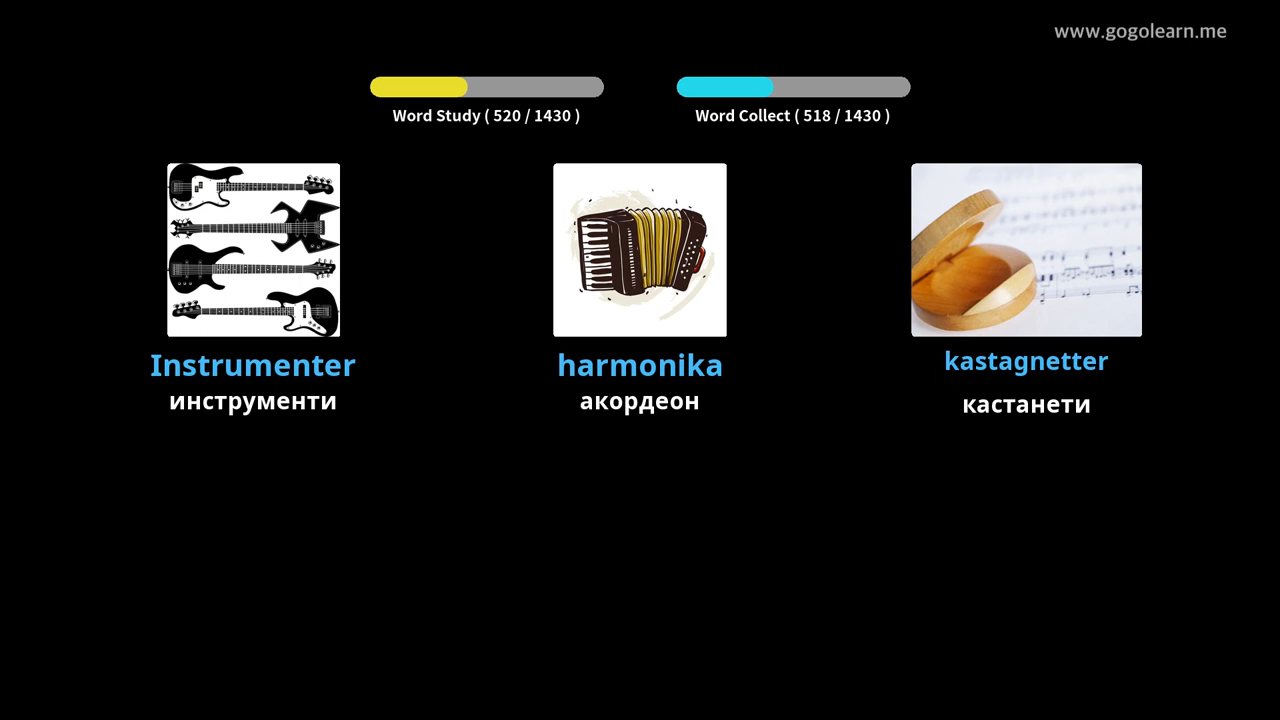 www.gogolearn.me
Word Study ( 520 / 1430 )
Word Collect ( 518 / 1430 )
Instrumenter
инструменти
harmonika
акордеон
kastagnetter
кастанети